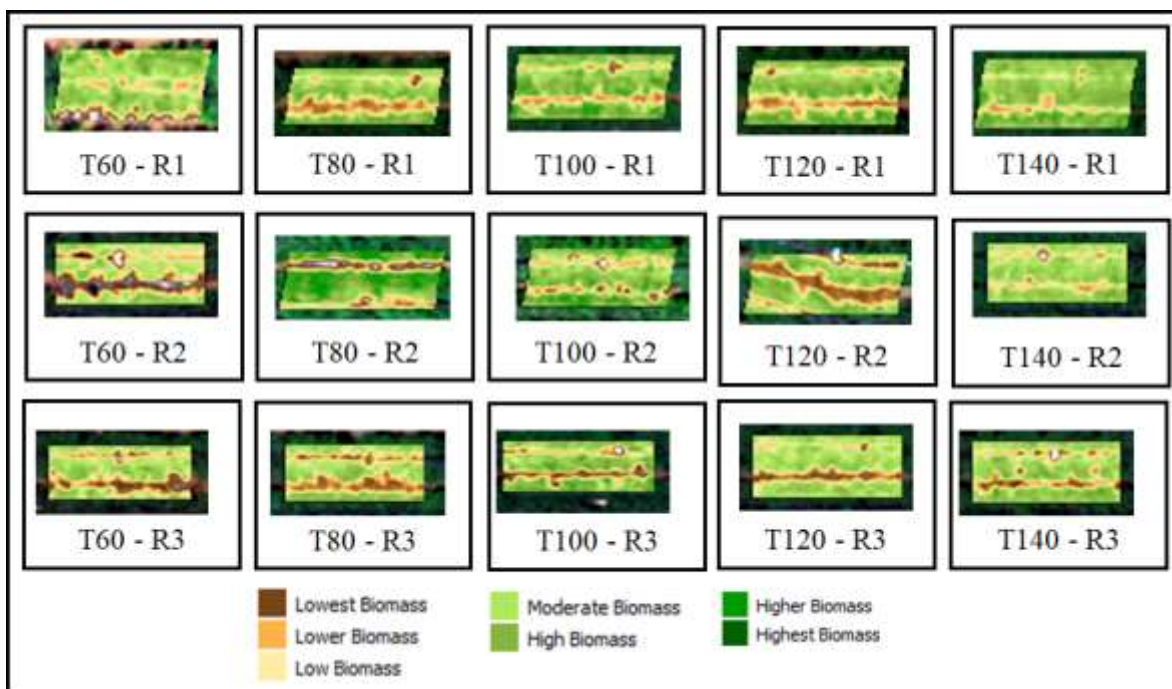 T60 - R1
T80 - R1
T100 - R1
T120 - R1
T140 - R1
T60 - R2
T80 - R2
T100 - R2
T120 - R2
T140 - R2
T60 - R3
T80 - R3
T100 - R3
T120 - R3
T140 - R3
Lowest Biomass
Lower Biomass
Low Biomass
Moderate Biomass
High Biomass
Higher Biomass
Highest Biomass